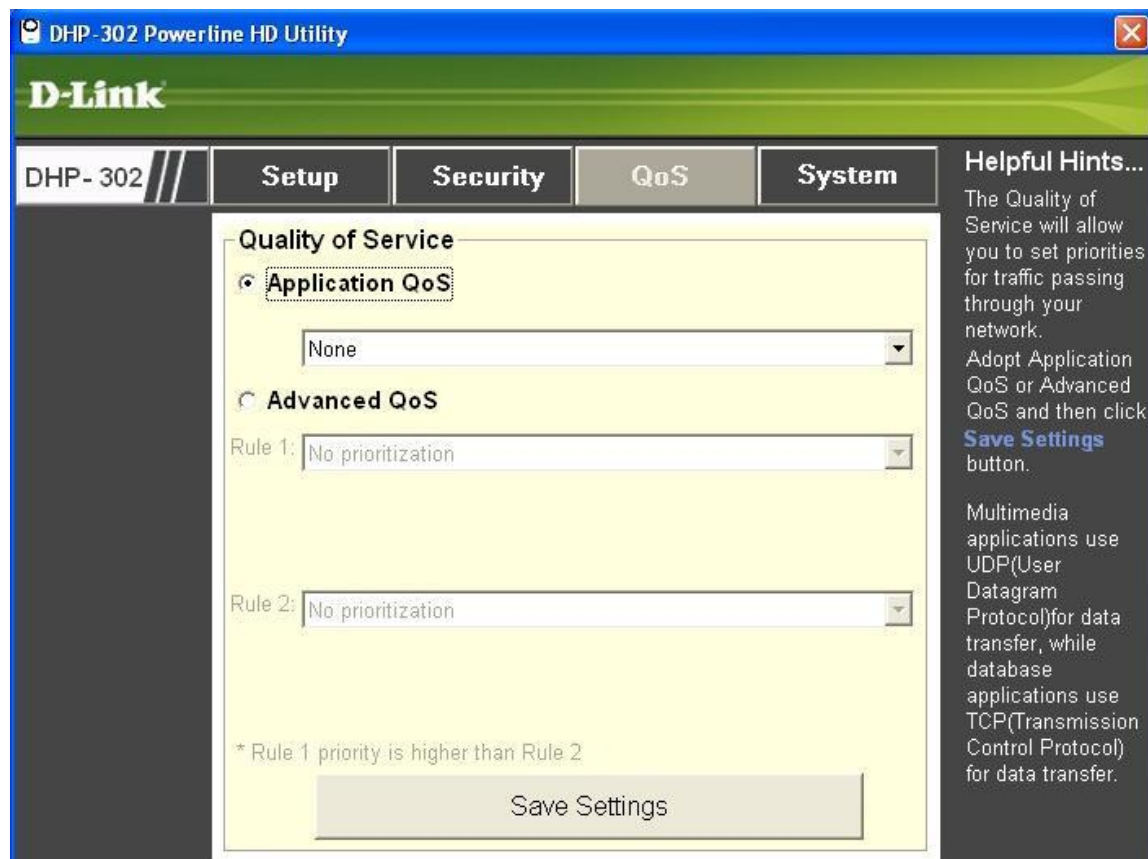 DHP-302 Powerline HD Utility
D-Link
DHP- 302
Setup
Security
QoS
System
Quality of Service
Application QoS
None
Advanced QoS
Rule 1:
No prioritization
Rule 2:
No prioritization
* Rule 1 priority is higher than Rule 2
Save Settings
Helpful Hints...
The Quality of
Service will allow
you to set priorities
for traffic passing
through your
network.
Adopt Application
QoS or Advanced
QoS and then click
Save Settings
button.
Multimedia
applications use
UDP(User
Datagram
Protocol)for data
transfer, while
database
applications use
TCP(Transmission
Control Protocol)
for data transfer.